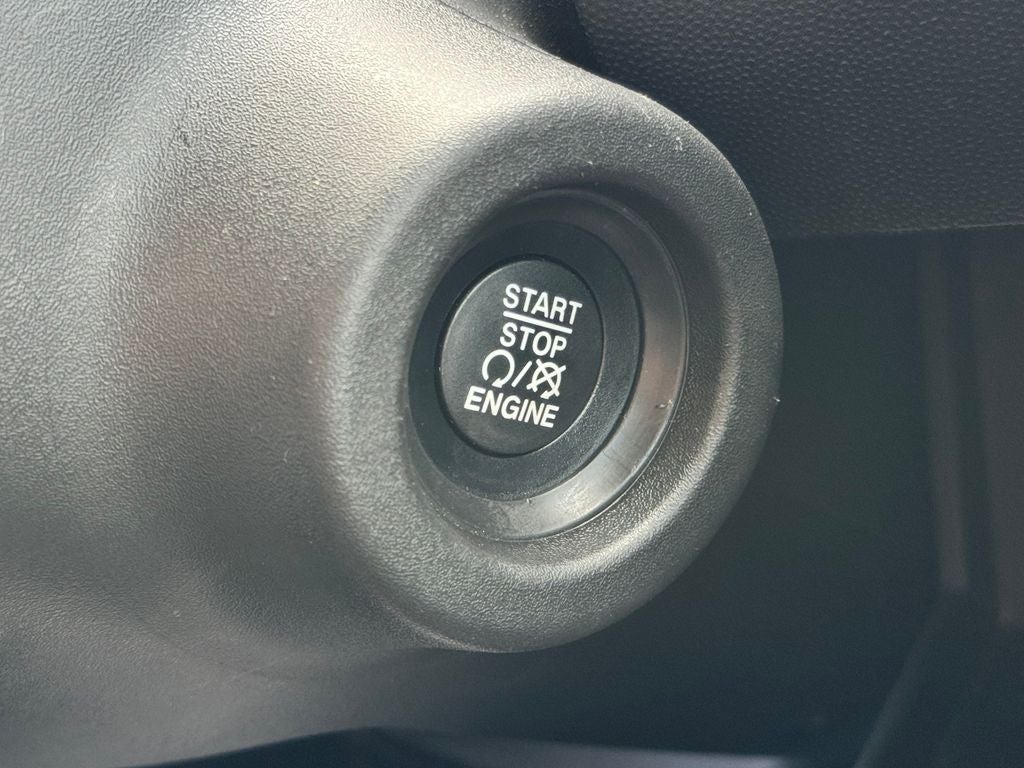 START
STOP
/
ENGINE